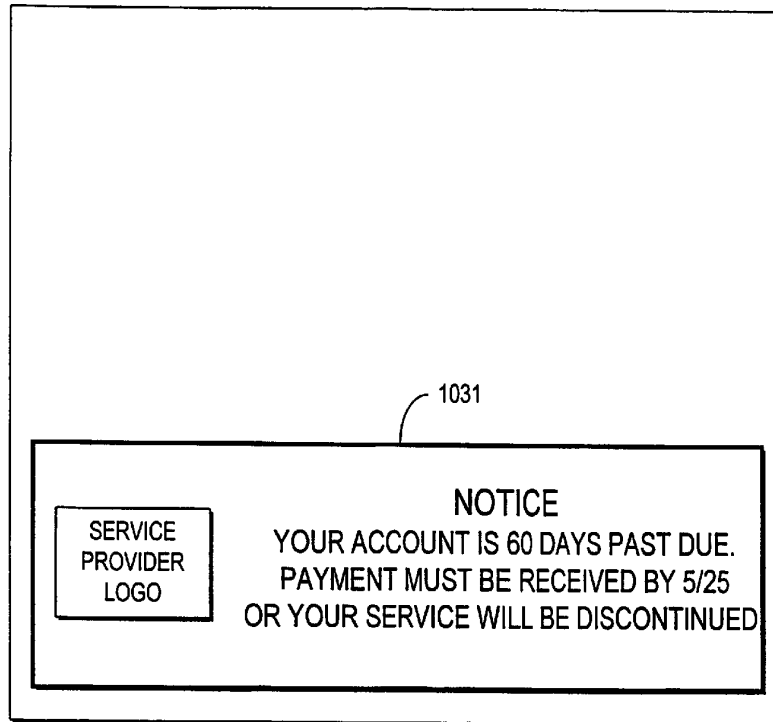 1031
NOTICE
YOUR ACCOUNT IS 60 DAYS PAST DUE.
PAYMENT MUST BE RECEIVED BY 5/25
OR YOUR SERVICE WILL BE DISCONTINUED
SERVICE
PROVIDER
LOGO